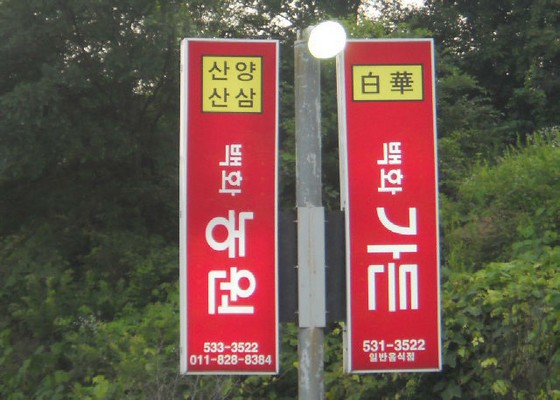 산양
산삼
백화 농원
533-3522
011-828-8384
白華
백화 가든
531-3522
일반음식점